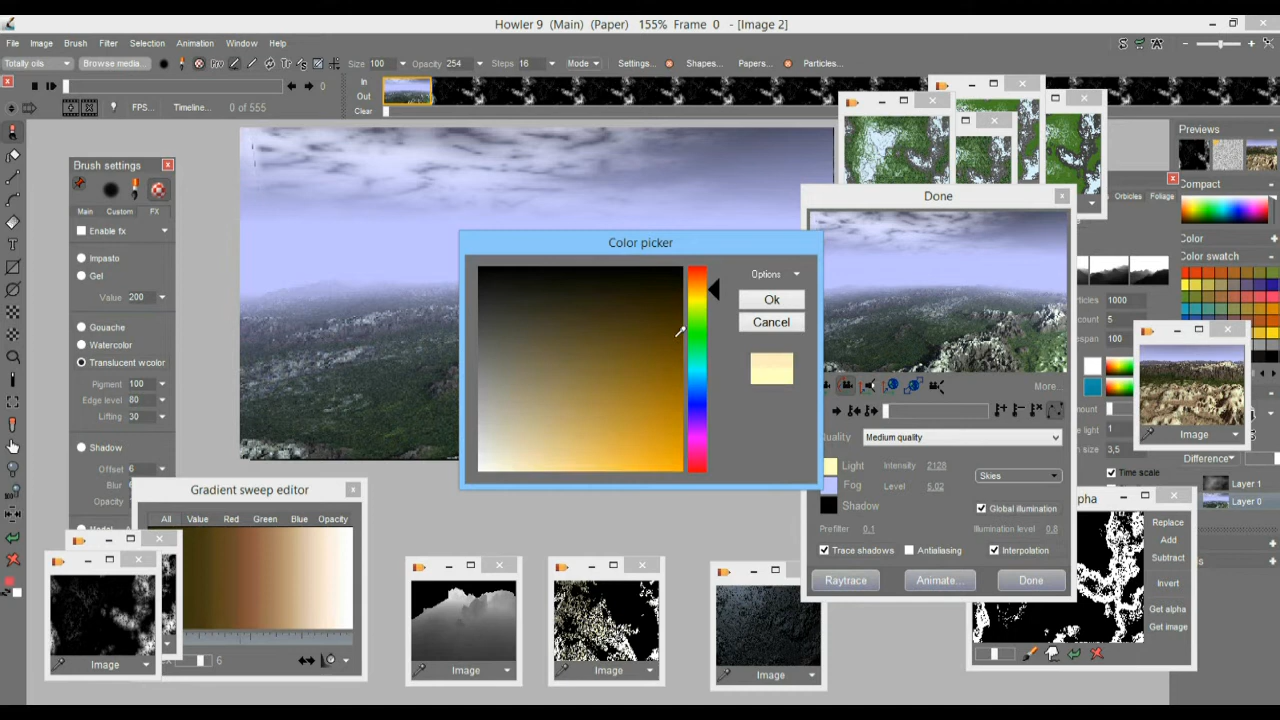 Howler 9 (Main) (Paper) 155% Frame 0 - [Image 2]
File Image Brush Filter Selection Animation Window Help
Totally oils Browse media... Prv Tr Size 100 Opacity 254 Steps 16 Mode Settings... Shapes... Papers... Particles...
In
Out
Clear
0
FPS... Timeline... 0 of 555
Brush settings
Main Custom FX
Enable fx
Impasto
Gel
Value 200
Gouache
Watercolor
Translucent wcolor
Pigment 100
Edge level 80
Lifting 30
Shadow
Offset 6
Gradient sweep editor
All Value Red Green Blue Opacity
6
Image
Image
Image
Image
Color picker
Options
Ok
Cancel
Done
More...
Medium quality
Light Intensity 2128
Skies
Fog Level 5.02
Shadow
Global illumination
Prefilter 0.1 Illumination level 0.8
Trace shadows Antialiasing Interpolation
Raytrace Animate... Done
Previews
Compact
Orbicles Foliage
Color
Color swatch
1000
5
100
Image
light 1
3,5
Difference
Time scale
Layer 1
Layer 0
Replace
Add
Subtract
Invert
Get alpha
Get image